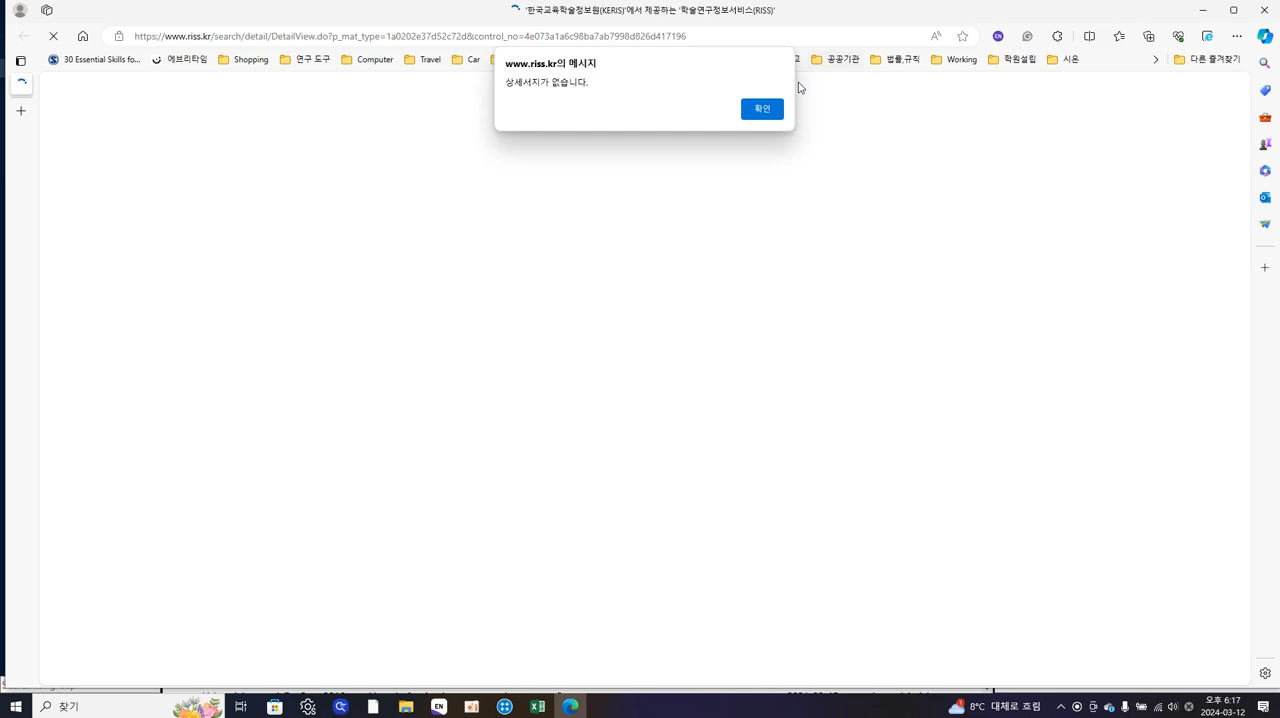 '한국교육학술정보원(KERIS)'에서 제공하는 '학술연구정보서비스(RISS)'
https://www.riss.kr/search/detail/DetailView.do?p_mat_type=1a0202e37d52c72d&control_no=4e073a1a6c98ba7ab7998d826d417196
30 Essential Skills fo...
에브리타임
Shopping
연구 도구
Computer
Travel
Car
교
공공기관
법률,규칙
Working
학원설립
시온
다른 즐겨찾기
www.riss.kr의 메시지
상세서지가 없습니다.
확인
찾기
EN
8°C 대체로 흐림
오후 6:17
2024-03-12